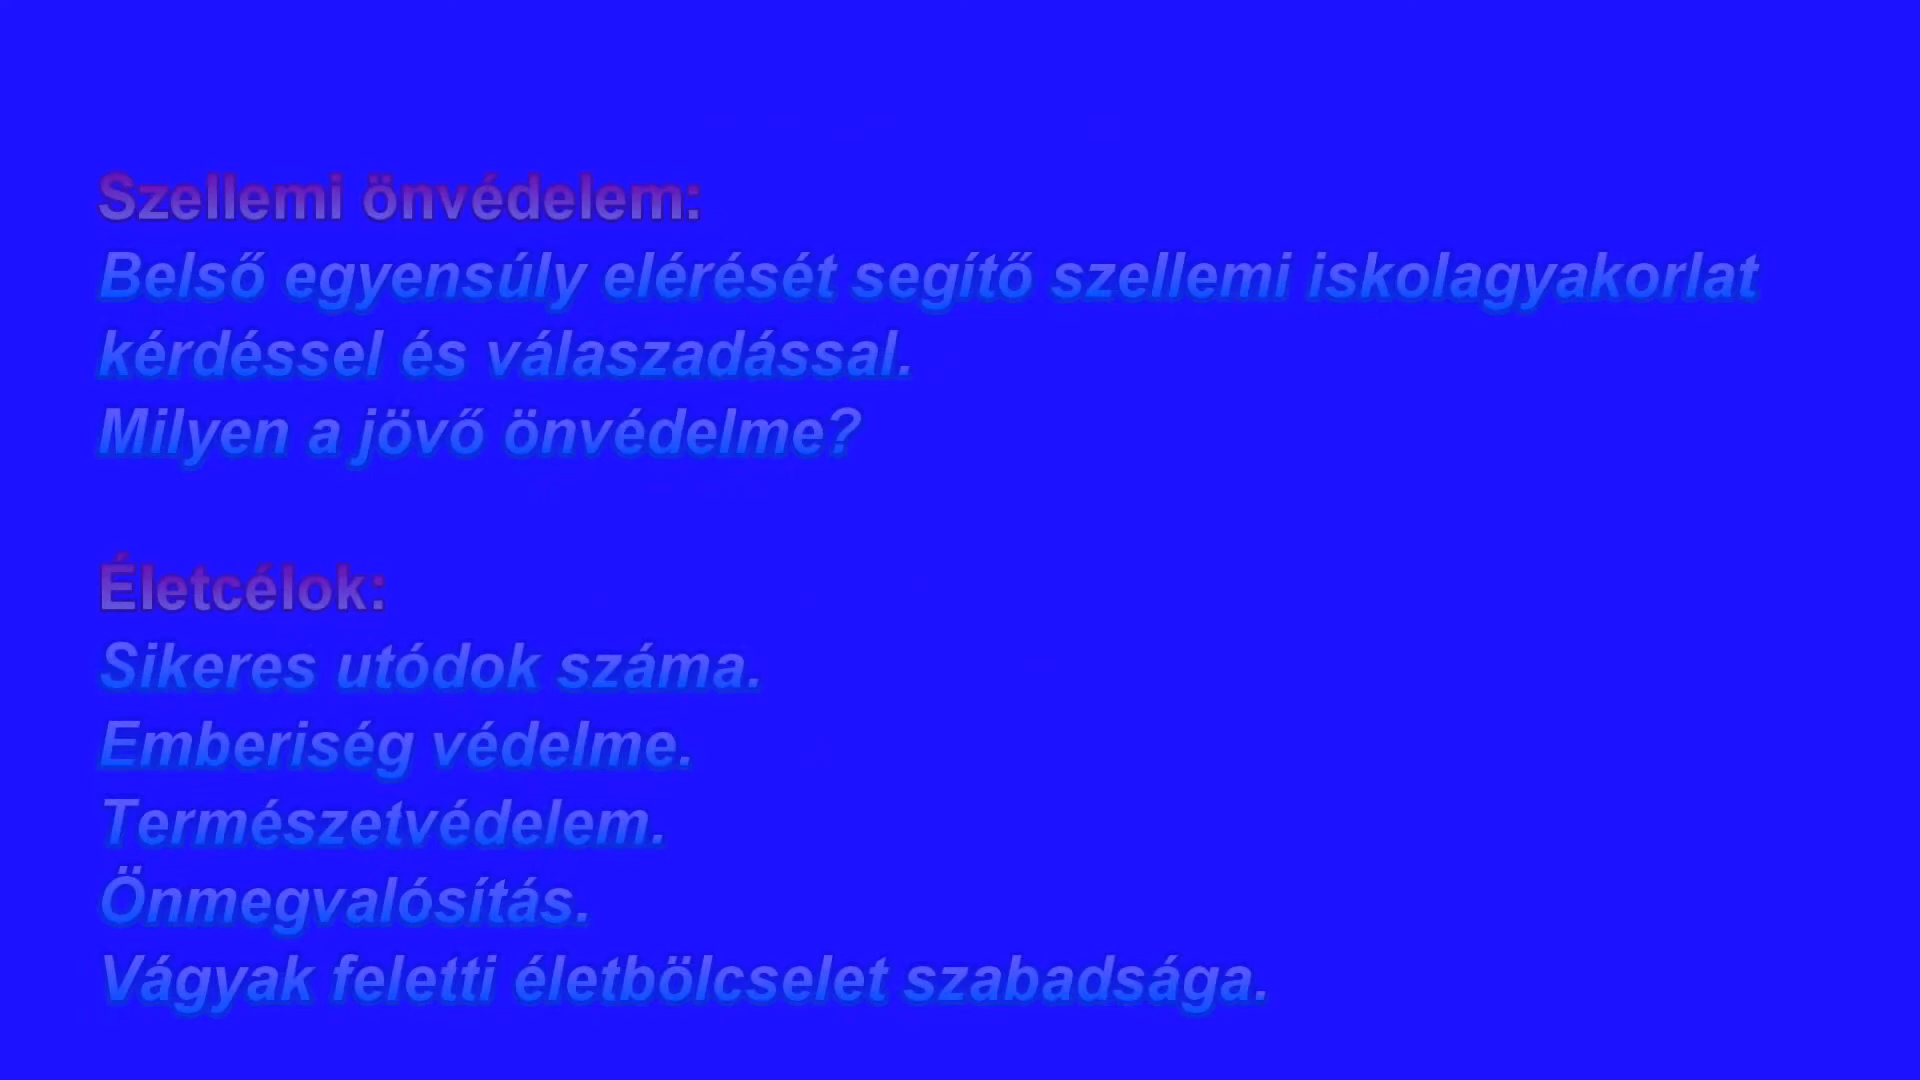 Szellemi önvédelem:
Belső egyensúly elérését segítő szellemi iskolagyakorlat
kérdéssel és válaszadással.
Milyen a jövő önvédelme?
Életcélok:
Sikeres utódok száma.
Emberiség védelme.
Természetvédelem.
Önmegvalósítás.
Vágyak feletti életbölcselet szabadsága.